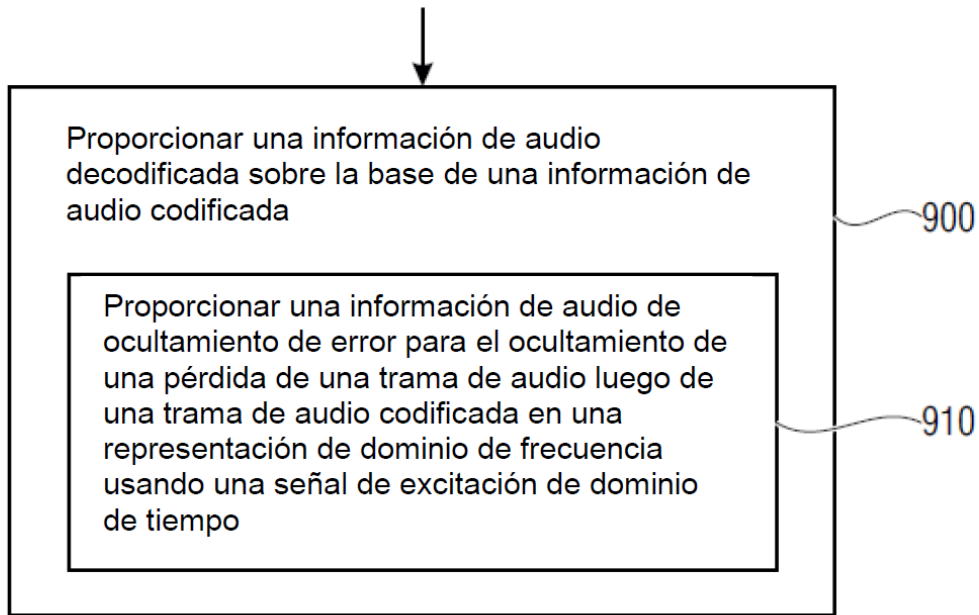 Proporcionar una información de audio
decodificada sobre la base de una información de
audio codificada
900
Proporcionar una información de audio de
ocultamiento de error para el ocultamiento de
una pérdida de una trama de audio luego de
una trama de audio codificada en una
representación de dominio de frecuencia
usando una señal de excitación de dominio
de tiempo
910